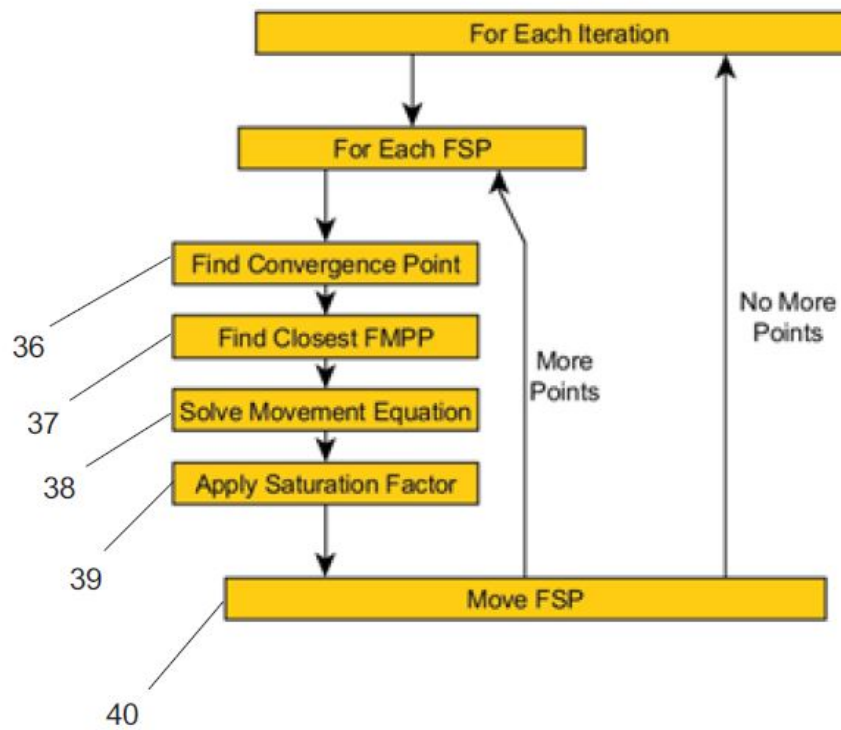 For Each Iteration
For Each FSP
Find Convergence Point
36
Find Closest FMPP
37
Solve Movement Equation
38
Apply Saturation Factor
39
More
Points
No More
Points
Move FSP
40